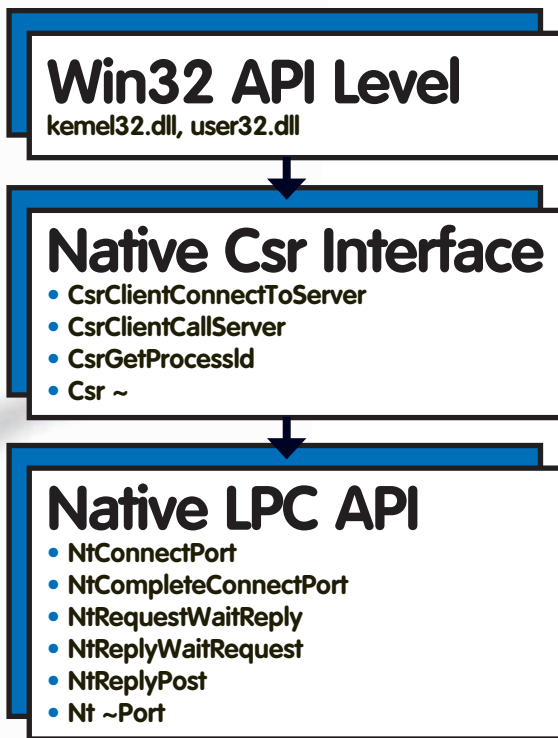 Win32 API Level
kemel32.dll, user32.dll
Native Csr Interface
• CsrClientConnectToServer
• CsrClientCallServer
• CsrGetProcessId
• Csr ~
Native LPC API
• NtConnectPort
• NtCompleteConnectPort
• NtRequestWaitReply
• NtReplyWaitRequest
• NtReplyPost
• Nt ~Port